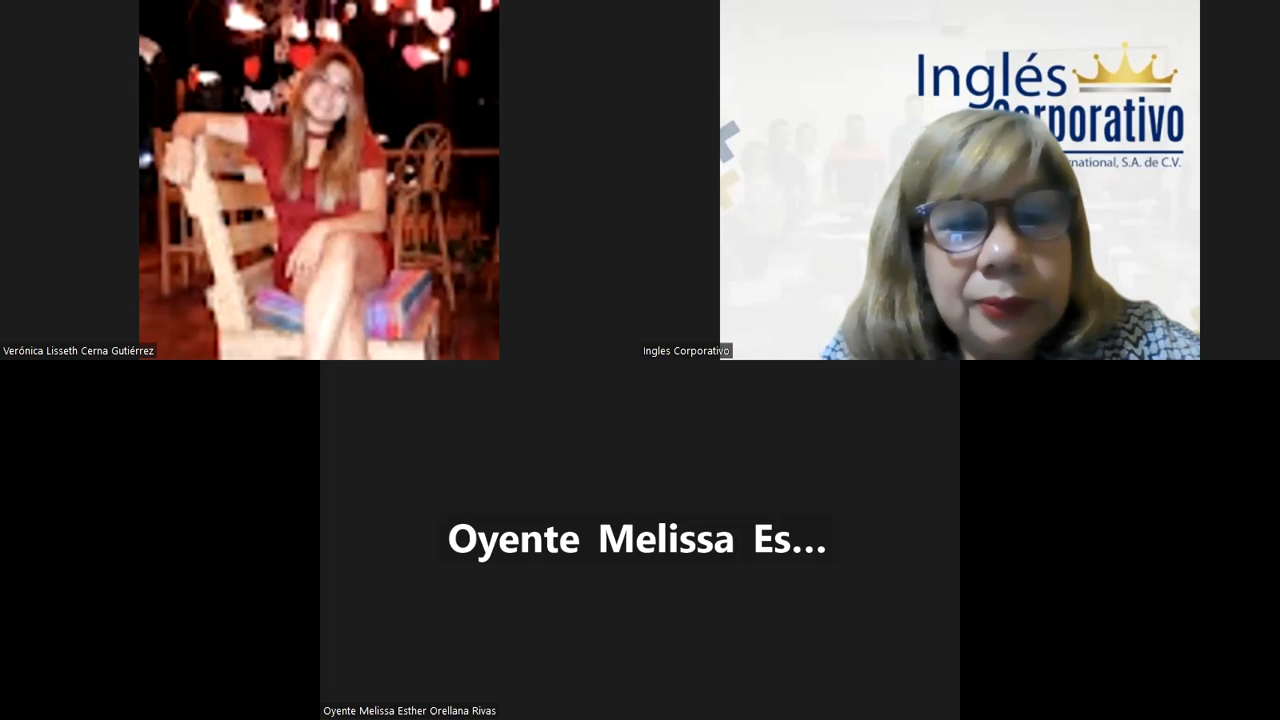 Inglés
Corporativo
national, S.A. de C.V.
Verónica Lisseth Cerna Gutiérrez
Ingles Corporativo
Oyente Melissa Es...
Oyente Melissa Esther Orellana Rivas